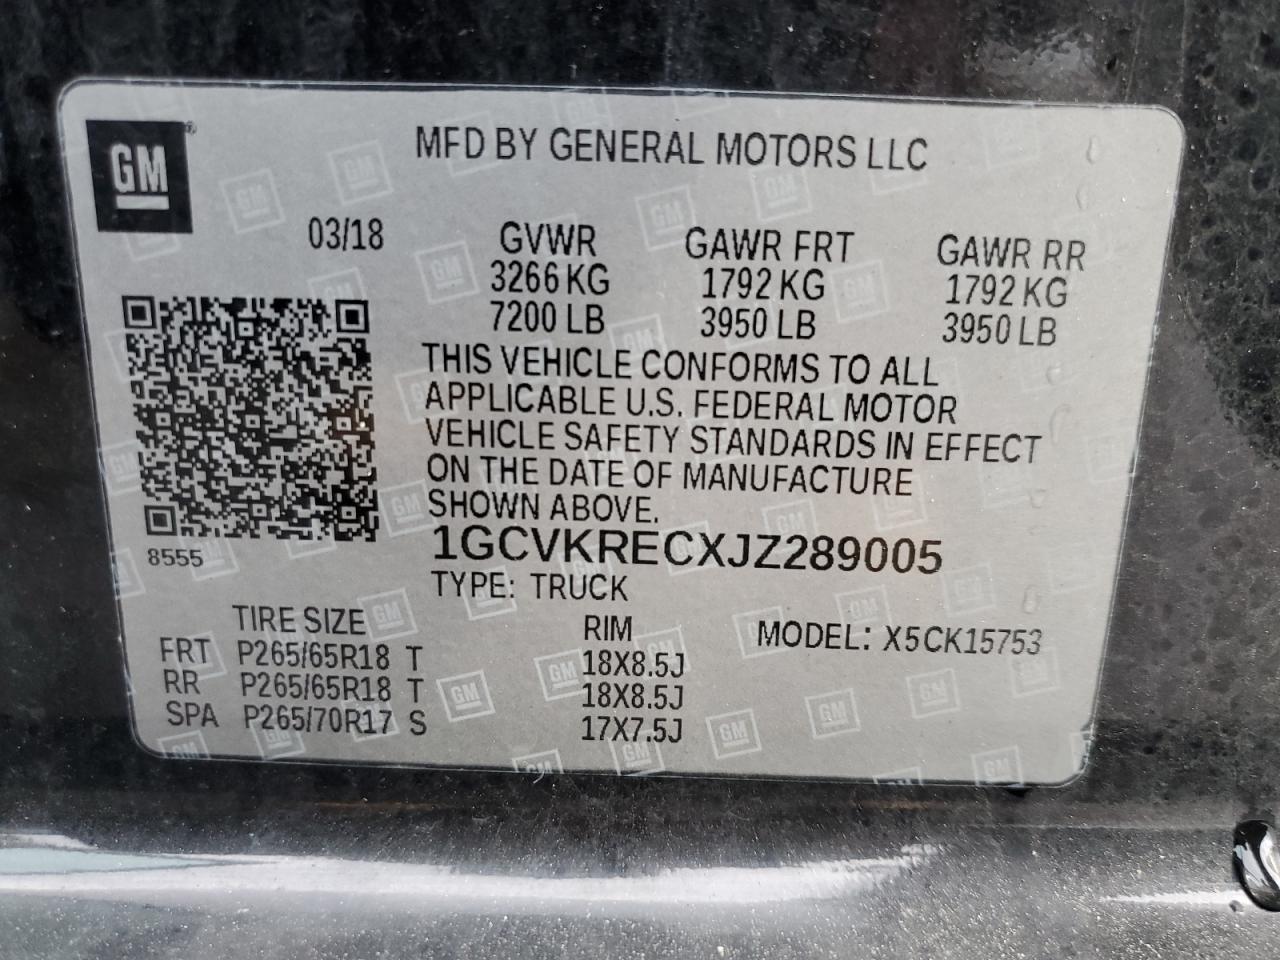 GM
MFD BY GENERAL MOTORS LLC
03/18 GVWR GAWR FRT GAWR RR
3266 KG 1792 KG 1792 KG
7200 LB 3950 LB 3950 LB
THIS VEHICLE CONFORMS TO ALL
APPLICABLE U.S. FEDERAL MOTOR
VEHICLE SAFETY STANDARDS IN EFFECT
ON THE DATE OF MANUFACTURE
SHOWN ABOVE.
8555
1GCVKRECXJZ289005
TYPE: TRUCK
TIRE SIZE RIM MODEL: X5CK15753
FRT P265/65R18 T 18X8.5J
RR P265/65R18 T 18X8.5J
SPA P265/70R17 S 17X7.5J